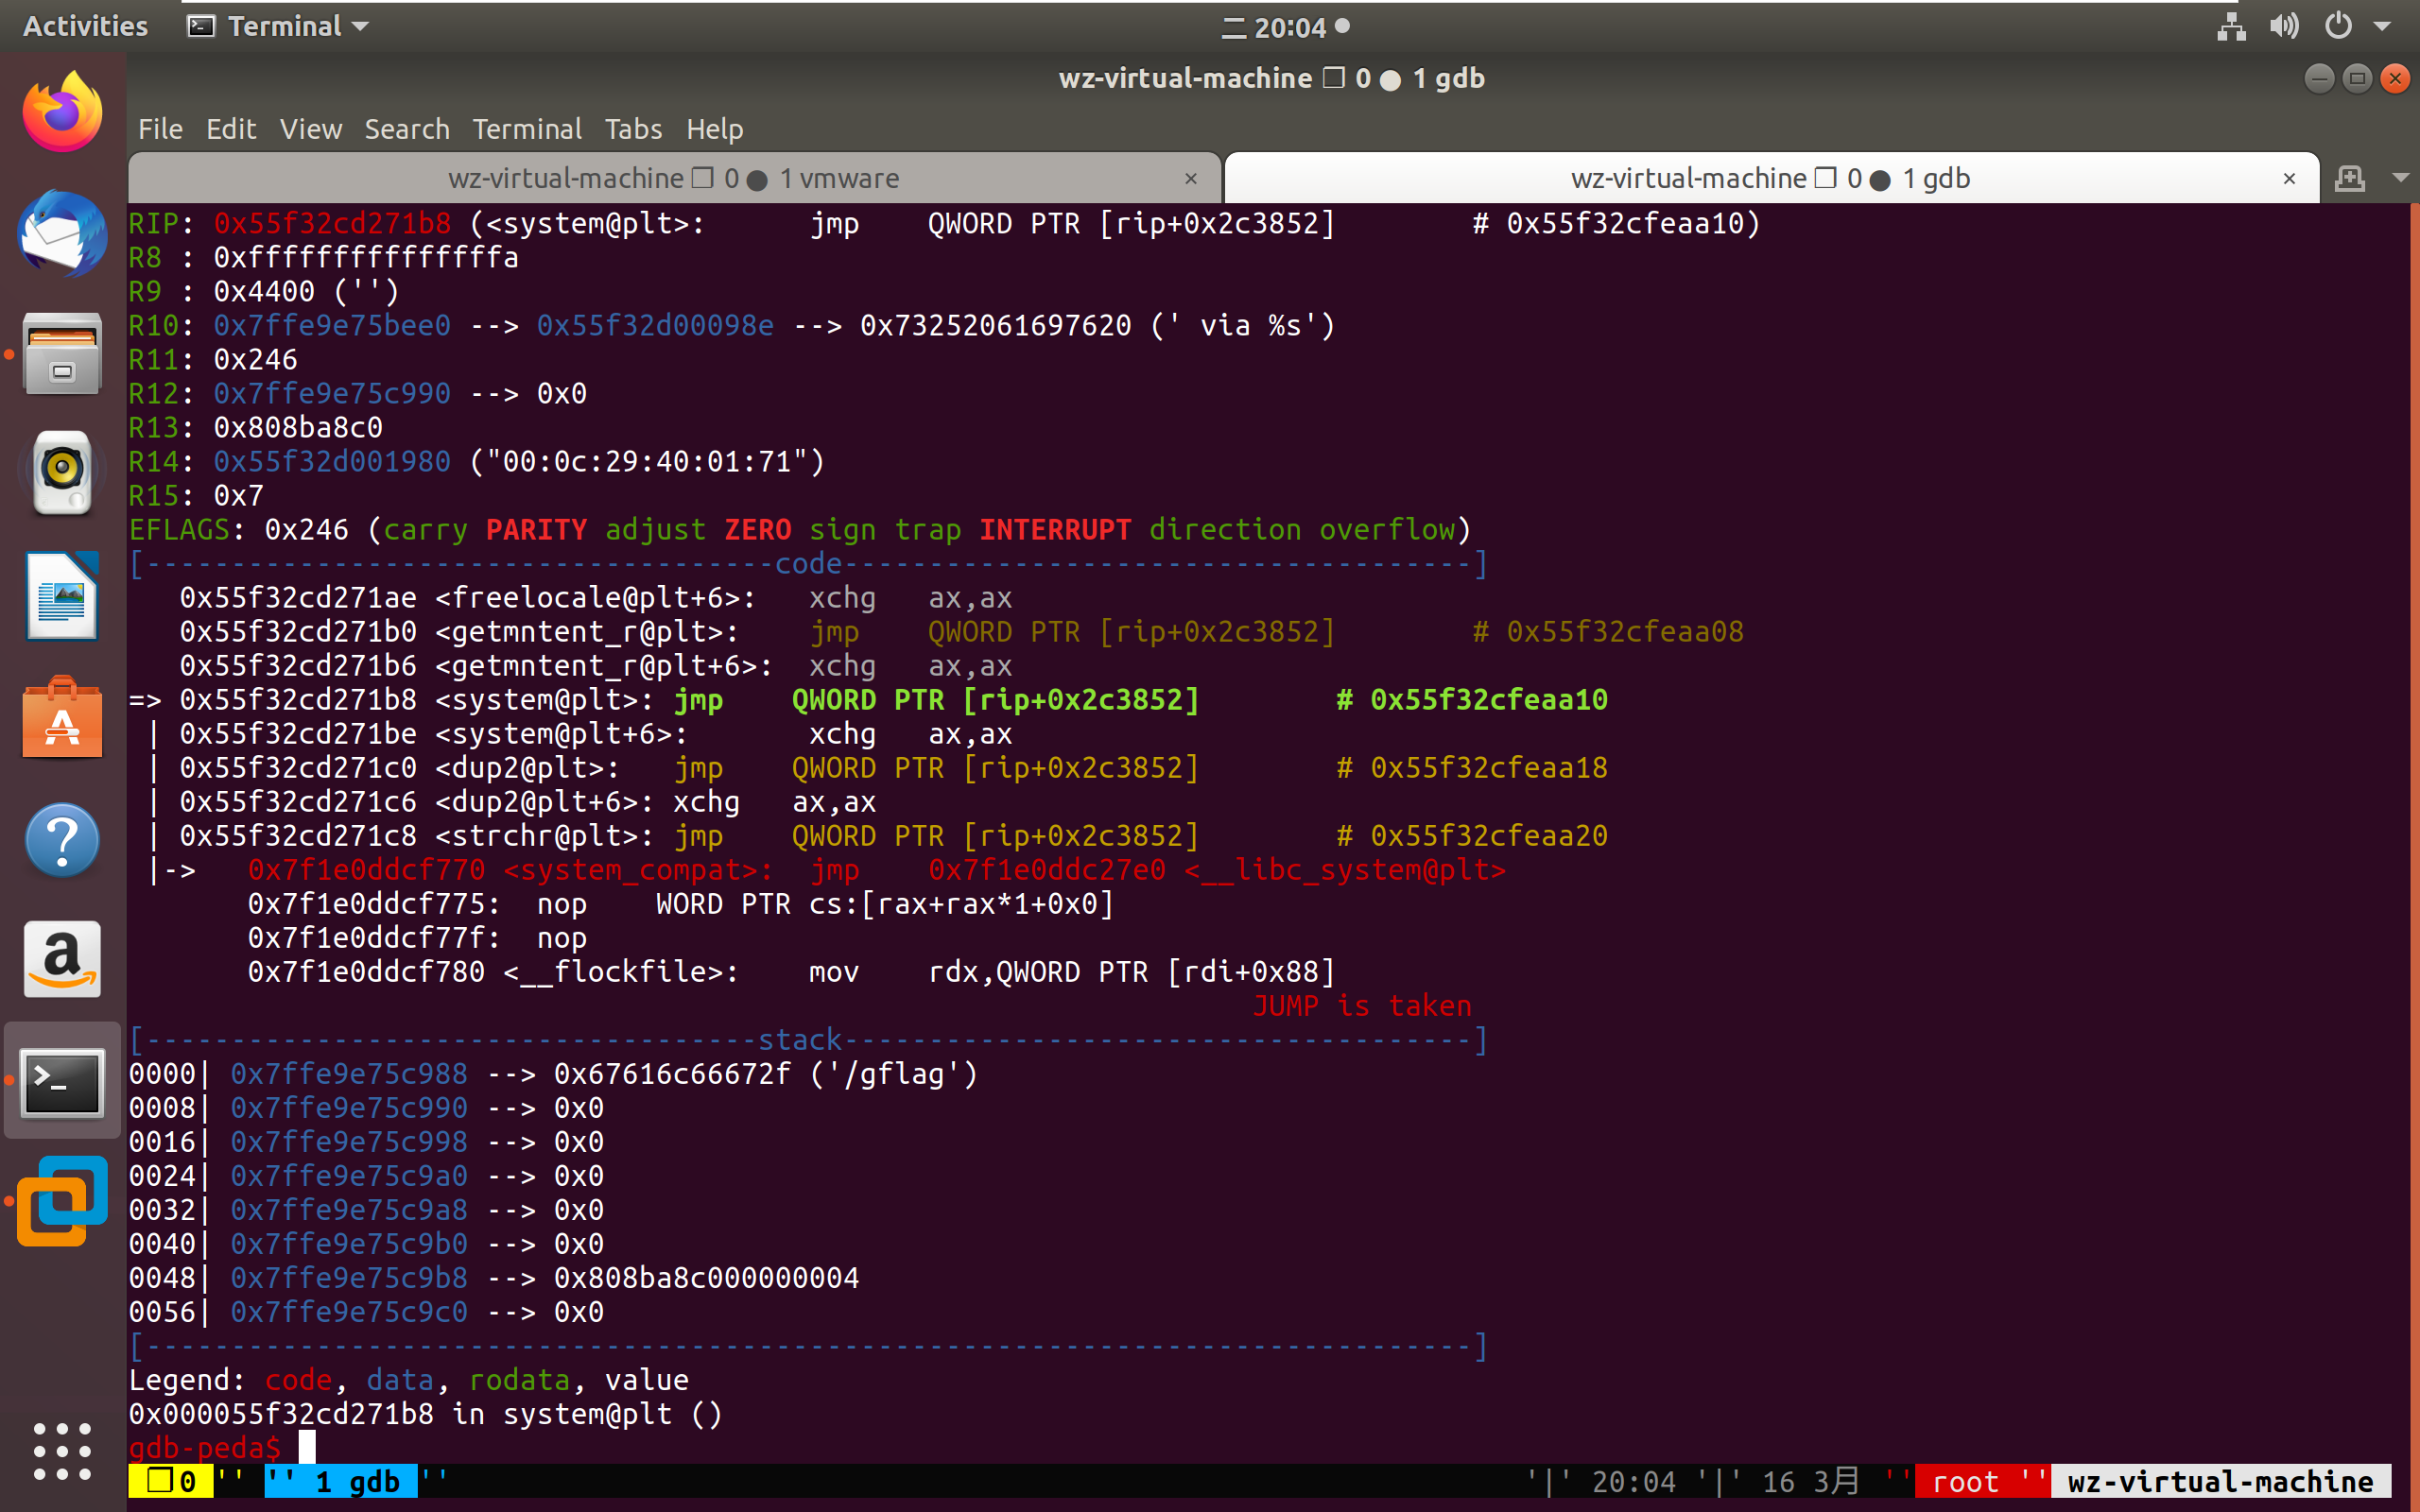 Activities Terminal 二 20:04
wz-virtual-machine ❐ 0 ● 1 gdb
File Edit View Search Terminal Tabs Help
wz-virtual-machine ❐ 0 ● 1 vmware × wz-virtual-machine ❐ 0 ● 1 gdb ×
RIP: 0x55f32cd271b8 (<system@plt>: jmp QWORD PTR [rip+0x2c3852] # 0x55f32cfeaa10)
R8 : 0xfffffffffffffffa
R9 : 0x4400 ('')
R10: 0x7ffe9e75bee0 --> 0x55f32d00098e --> 0x73252061697620 (' via %s')
R11: 0x246
R12: 0x7ffe9e75c990 --> 0x0
R13: 0x808ba8c0
R14: 0x55f32d001980 ("00:0c:29:40:01:71")
R15: 0x7
EFLAGS: 0x246 (carry PARITY adjust ZERO sign trap INTERRUPT direction overflow)
[-------------------------------------code-------------------------------------]
0x55f32cd271ae <freelocale@plt+6>: xchg ax,ax
0x55f32cd271b0 <getmntent_r@plt>: jmp QWORD PTR [rip+0x2c3852] # 0x55f32cfeaa08
0x55f32cd271b6 <getmntent_r@plt+6>: xchg ax,ax
=> 0x55f32cd271b8 <system@plt>: jmp QWORD PTR [rip+0x2c3852] # 0x55f32cfeaa10
| 0x55f32cd271be <system@plt+6>: xchg ax,ax
| 0x55f32cd271c0 <dup2@plt>: jmp QWORD PTR [rip+0x2c3852] # 0x55f32cfeaa18
| 0x55f32cd271c6 <dup2@plt+6>: xchg ax,ax
| 0x55f32cd271c8 <strchr@plt>: jmp QWORD PTR [rip+0x2c3852] # 0x55f32cfeaa20
|-> 0x7f1e0ddcf770 <system_compat>: jmp 0x7f1e0ddc27e0 <__libc_system@plt>
0x7f1e0ddcf775: nop WORD PTR cs:[rax+rax*1+0x0]
0x7f1e0ddcf77f: nop
0x7f1e0ddcf780 <__flockfile>: mov rdx,QWORD PTR [rdi+0x88]
JUMP is taken
[------------------------------------stack-------------------------------------]
0000| 0x7ffe9e75c988 --> 0x67616c66672f ('/gflag')
0008| 0x7ffe9e75c990 --> 0x0
0016| 0x7ffe9e75c998 --> 0x0
0024| 0x7ffe9e75c9a0 --> 0x0
0032| 0x7ffe9e75c9a8 --> 0x0
0040| 0x7ffe9e75c9b0 --> 0x0
0048| 0x7ffe9e75c9b8 --> 0x808ba8c000000004
0056| 0x7ffe9e75c9c0 --> 0x0
[------------------------------------------------------------------------------]
Legend: code, data, rodata, value
0x000055f32cd271b8 in system@plt ()
gdb-peda$
❐0 '' '' 1 gdb '' '|' 20:04 '|' 16 3月 '' root '' wz-virtual-machine